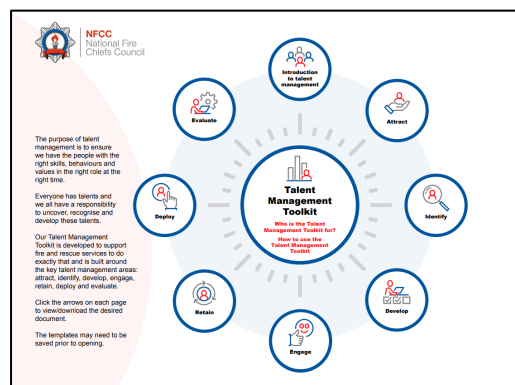 NFCC
National Fire
Chiefs Council
The purpose of talent
management is to ensure
we have the people with the
right skills, behaviours and
values in the right role at the
right time.
Everyone has talents and
we all have a responsibility
to uncover, recognise and
develop these talents.
Our Talent Management
Toolkit is developed to support
fire and rescue services to do
exactly that and is built around
the key talent management areas:
attract, identify, develop, engage,
retain, deploy and evaluate.
Click the arrows on each page
to view/download the desired
document.
The templates may need to be
saved prior to opening.
Introduction
to talent
management
Attract
Identify
Develop
Engage
Retain
Deploy
Evaluate
Talent
Management
Toolkit
Who is the Talent
Management Toolkit for?
How to use the
Talent Management
Toolkit